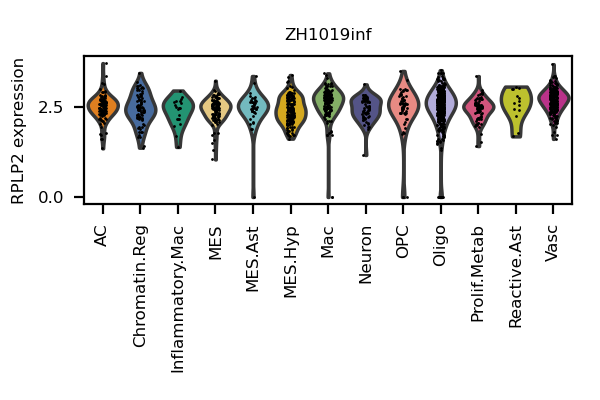 ZH1019inf
RPLP2 expression
2.5
0.0
AC
Chromatin.Reg
Inflammatory.Mac
MES
MES.Ast
MES.Hyp
Mac
Neuron
OPC
Oligo
Prolif.Metab
Reactive.Ast
Vasc